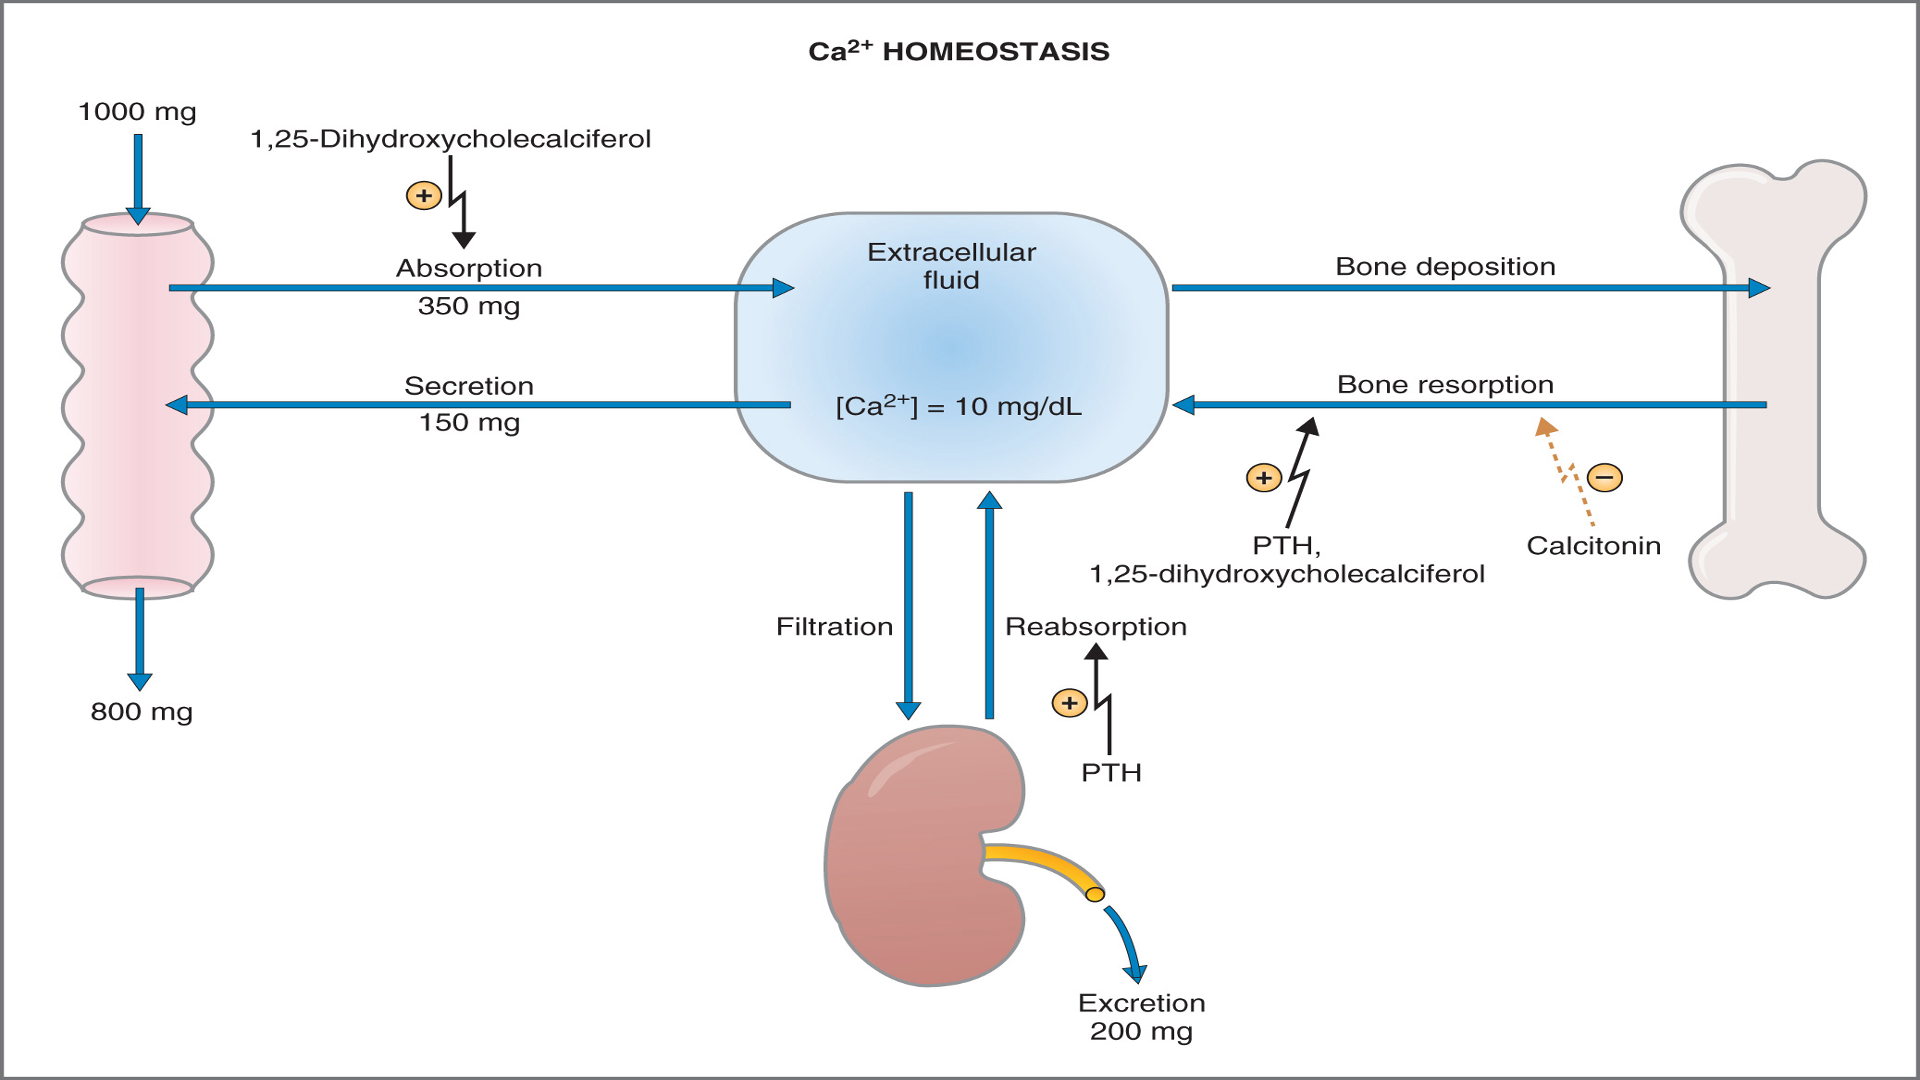 Ca²⁺ HOMEOSTASIS
1000 mg
1,25-Dihydroxycholecalciferol
+
Absorption
350 mg
Secretion
150 mg
800 mg
Extracellular
fluid
[Ca²⁺] = 10 mg/dL
Bone deposition
Bone resorption
+
PTH,
1,25-dihydroxycholecalciferol
−
Calcitonin
Filtration
Reabsorption
+
PTH
Excretion
200 mg